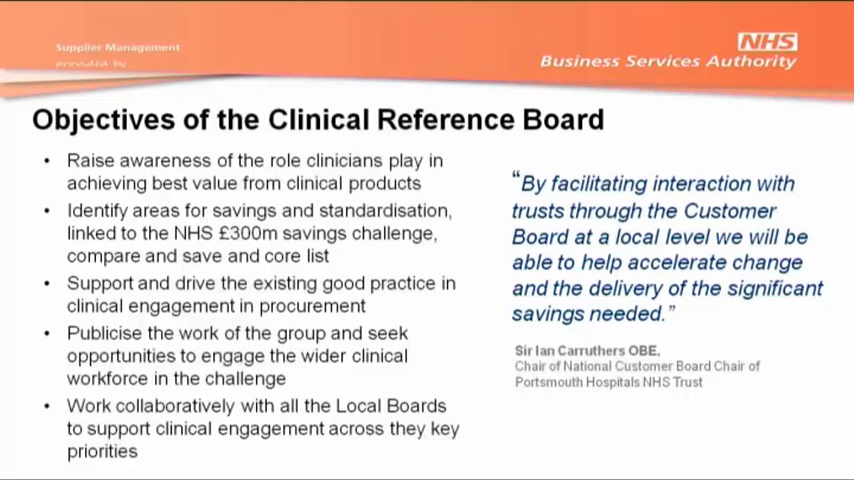 Supplier Management
provided by
NHS
Business Services Authority
Objectives of the Clinical Reference Board
• Raise awareness of the role clinicians play in
achieving best value from clinical products
• Identify areas for savings and standardisation,
linked to the NHS £300m savings challenge,
compare and save and core list
• Support and drive the existing good practice in
clinical engagement in procurement
• Publicise the work of the group and seek
opportunities to engage the wider clinical
workforce in the challenge
• Work collaboratively with all the Local Boards
to support clinical engagement across they key
priorities
“By facilitating interaction with
trusts through the Customer
Board at a local level we will be
able to help accelerate change
and the delivery of the significant
savings needed.”
Sir Ian Carruthers OBE,
Chair of National Customer Board Chair of
Portsmouth Hospitals NHS Trust